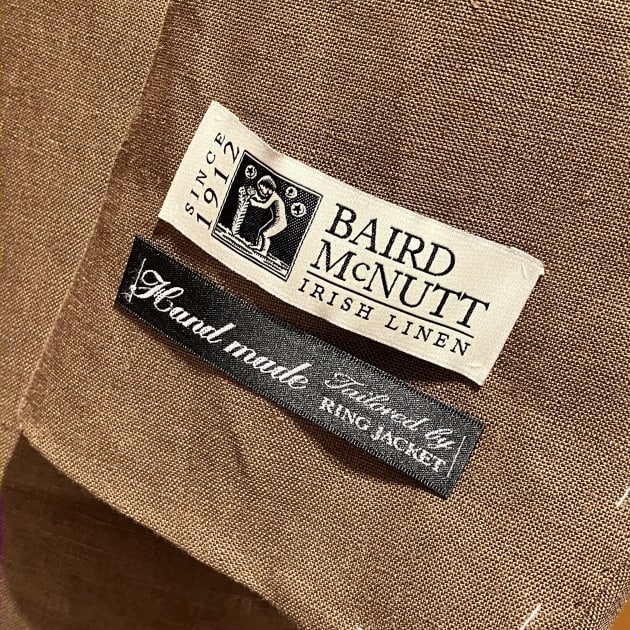 SINCE
1912
BAIRD
McNUTT
IRISH LINEN
Hand made
Tailored by
RING JACKET